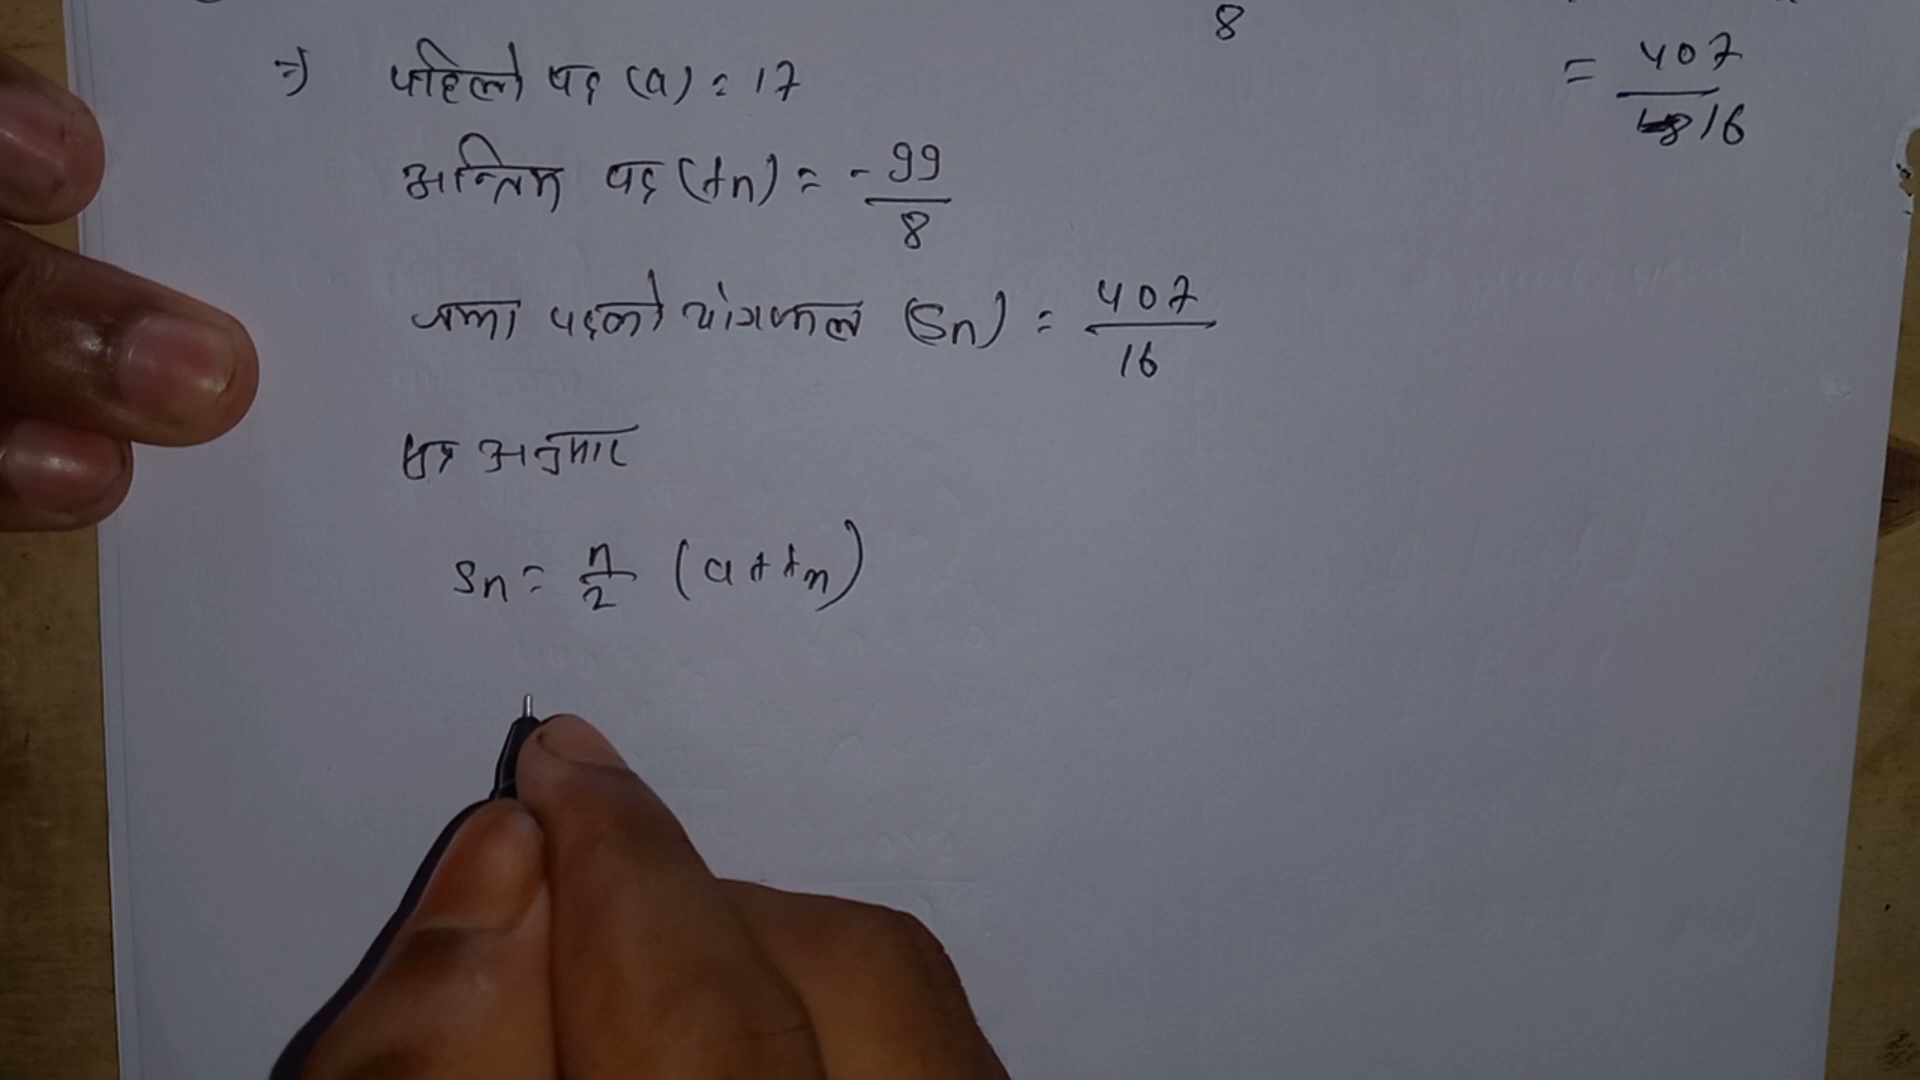 8
= 407
16
⇒ पहिलो पद (a) = 17
अन्तिम पद (tn) = -99
8
जम्मा पदको योगफल (Sn) = 407
16
सुत्र अनुसार
Sn = n/2 (a + tn)